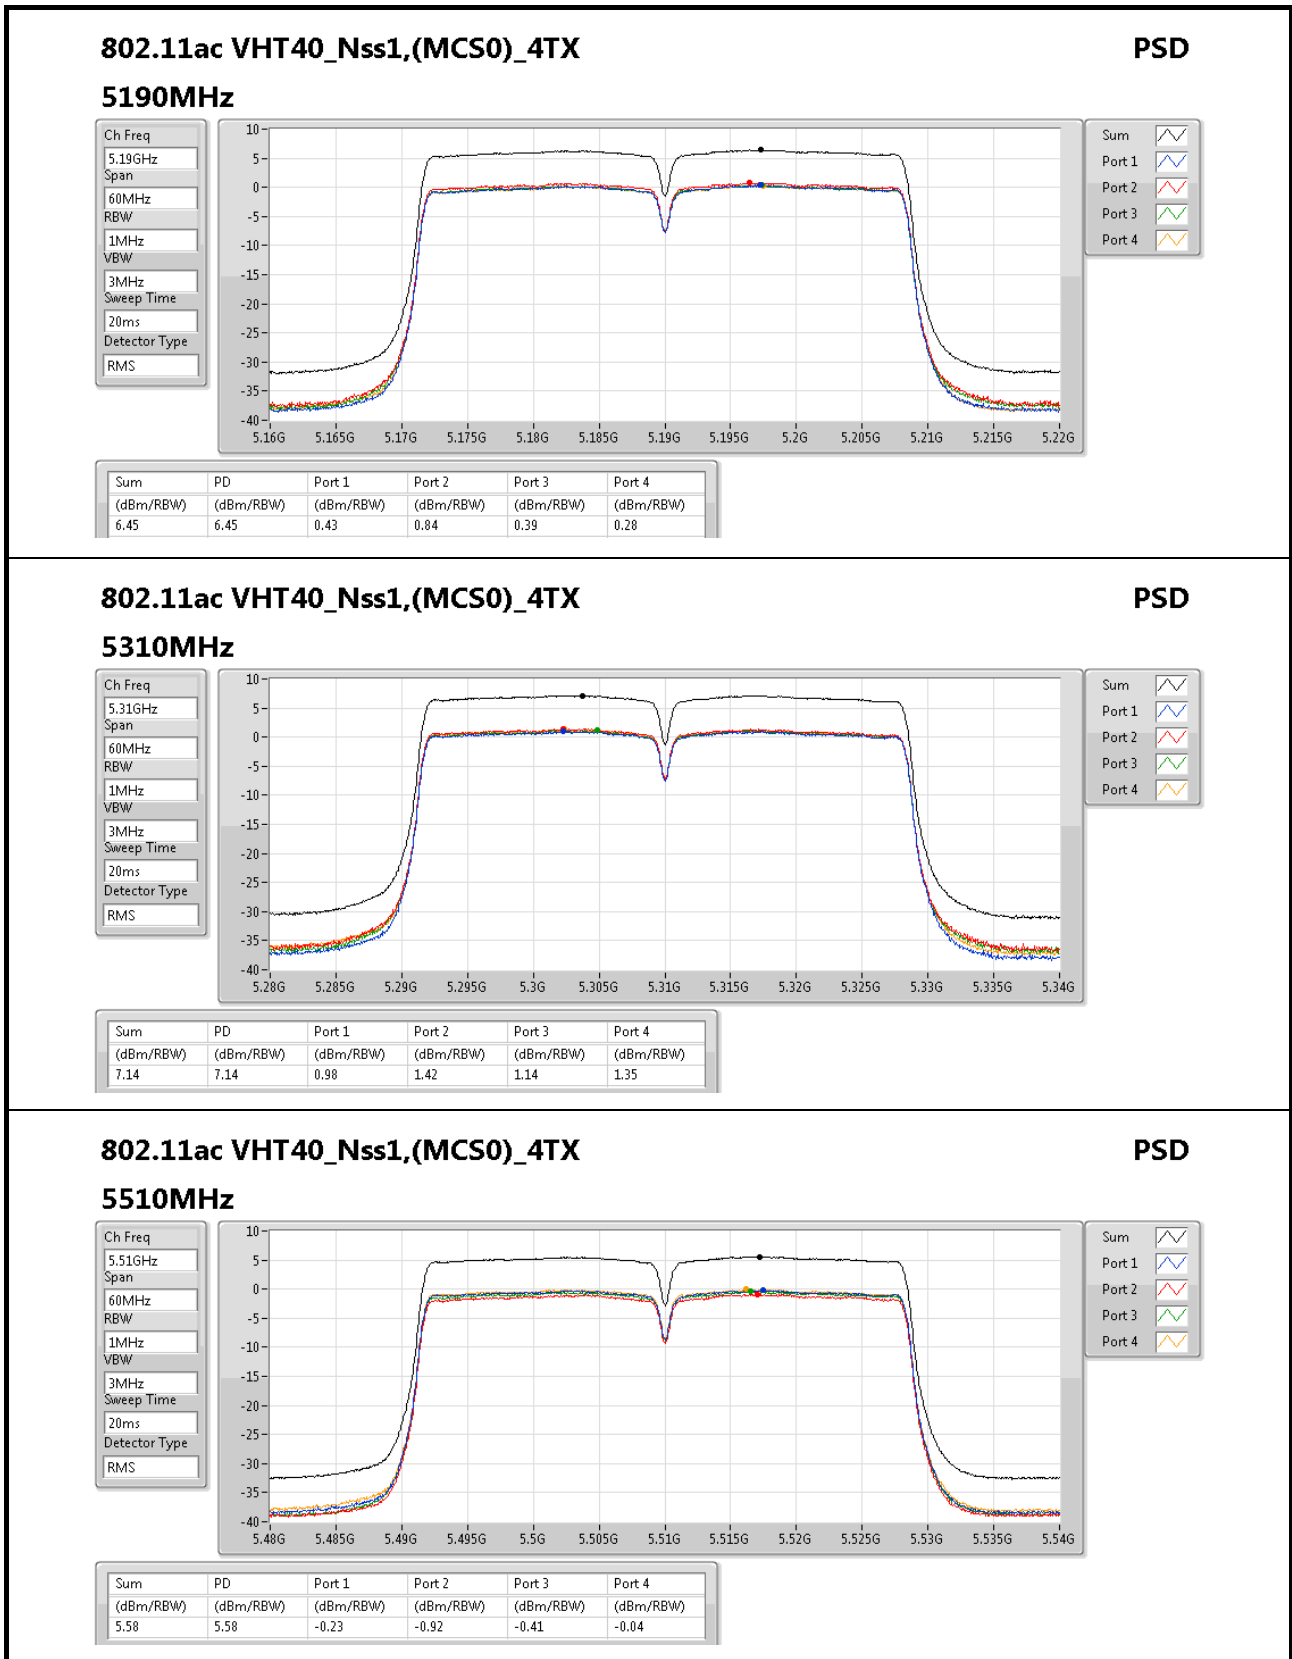 802.11ac VHT40_Nss1,(MCS0)_4TX PSD
5190MHz
Ch Freq
5.19GHz
Span
60MHz
RBW
1MHz
VBW
3MHz
Sweep Time
20ms
Detector Type
RMS
10
5
0
-5
-10
-15
-20
-25
-30
-35
-40
5.16G 5.165G 5.17G 5.175G 5.18G 5.185G 5.19G 5.195G 5.2G 5.205G 5.21G 5.215G 5.22G
Sum
Port 1
Port 2
Port 3
Port 4
Sum PD Port 1 Port 2 Port 3 Port 4
(dBm/RBW) (dBm/RBW) (dBm/RBW) (dBm/RBW) (dBm/RBW) (dBm/RBW)
6.45 6.45 0.43 0.84 0.39 0.28
802.11ac VHT40_Nss1,(MCS0)_4TX PSD
5310MHz
Ch Freq
5.31GHz
Span
60MHz
RBW
1MHz
VBW
3MHz
Sweep Time
20ms
Detector Type
RMS
10
5
0
-5
-10
-15
-20
-25
-30
-35
-40
5.28G 5.285G 5.29G 5.295G 5.3G 5.305G 5.31G 5.315G 5.32G 5.325G 5.33G 5.335G 5.34G
Sum
Port 1
Port 2
Port 3
Port 4
Sum PD Port 1 Port 2 Port 3 Port 4
(dBm/RBW) (dBm/RBW) (dBm/RBW) (dBm/RBW) (dBm/RBW) (dBm/RBW)
7.14 7.14 0.98 1.42 1.14 1.35
802.11ac VHT40_Nss1,(MCS0)_4TX PSD
5510MHz
Ch Freq
5.51GHz
Span
60MHz
RBW
1MHz
VBW
3MHz
Sweep Time
20ms
Detector Type
RMS
10
5
0
-5
-10
-15
-20
-25
-30
-35
-40
5.48G 5.485G 5.49G 5.495G 5.5G 5.505G 5.51G 5.515G 5.52G 5.525G 5.53G 5.535G 5.54G
Sum
Port 1
Port 2
Port 3
Port 4
Sum PD Port 1 Port 2 Port 3 Port 4
(dBm/RBW) (dBm/RBW) (dBm/RBW) (dBm/RBW) (dBm/RBW) (dBm/RBW)
5.58 5.58 -0.23 -0.92 -0.41 -0.04